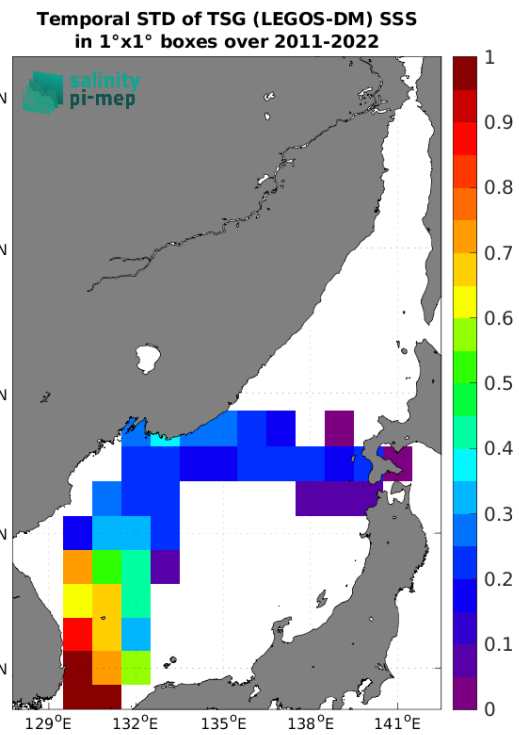 Temporal STD of TSG (LEGOS-DM) SSS
in 1°x1° boxes over 2011-2022
salinity
pi-mep
1
0.9
0.8
0.7
0.6
0.5
0.4
0.3
0.2
0.1
0
N
N
N
N
N
129°E 132°E 135°E 138°E 141°E